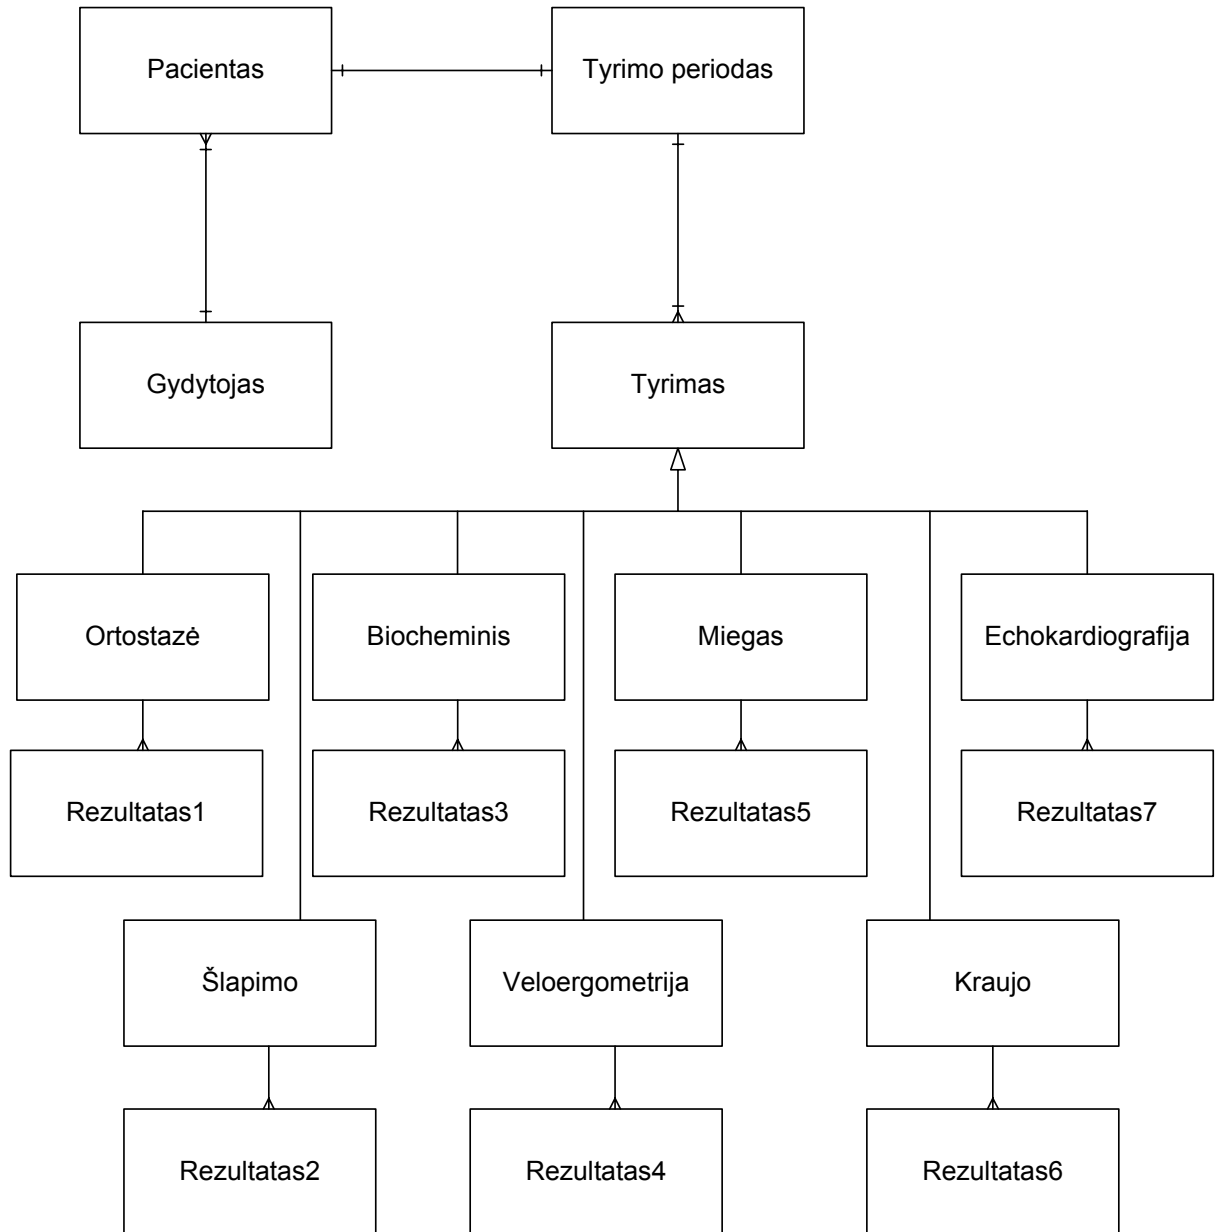 Pacientas
Tyrimo periodas
Gydytojas
Tyrimas
Ortostazė
Biocheminis
Miegas
Echokardiografija
Rezultatas1
Rezultatas3
Rezultatas5
Rezultatas7
Šlapimo
Veloergometrija
Kraujo
Rezultatas2
Rezultatas4
Rezultatas6